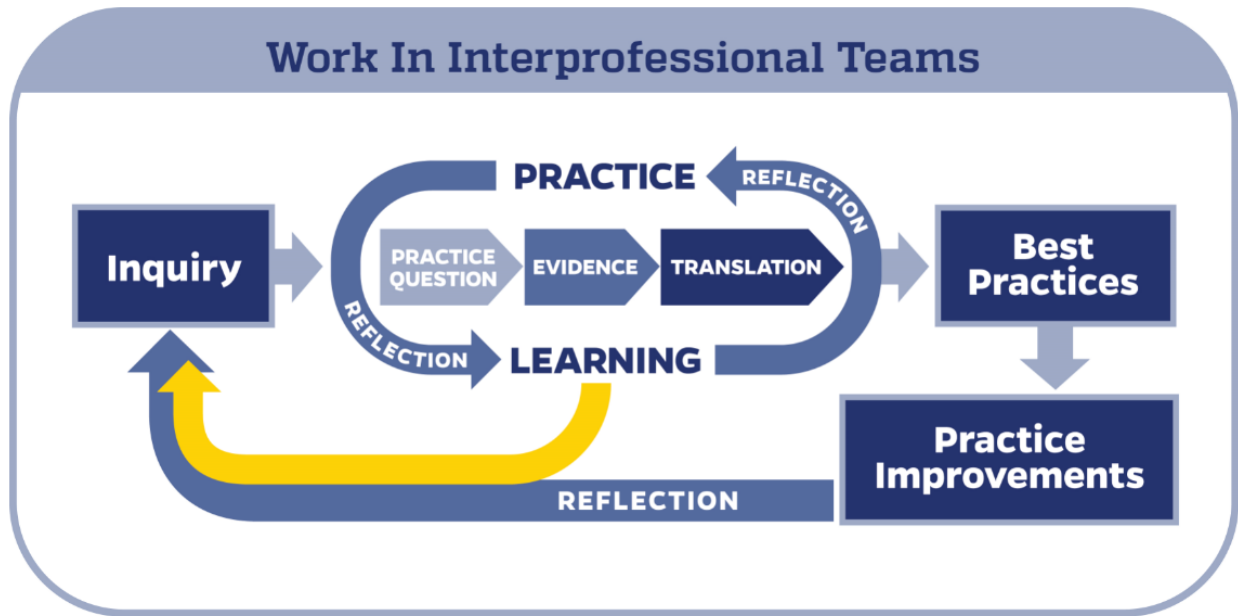 Work In Interprofessional Teams
PRACTICE
REFLECTION
Inquiry
PRACTICE
QUESTION
EVIDENCE
TRANSLATION
Best
Practices
REFLECTION
LEARNING
Practice
Improvements
REFLECTION